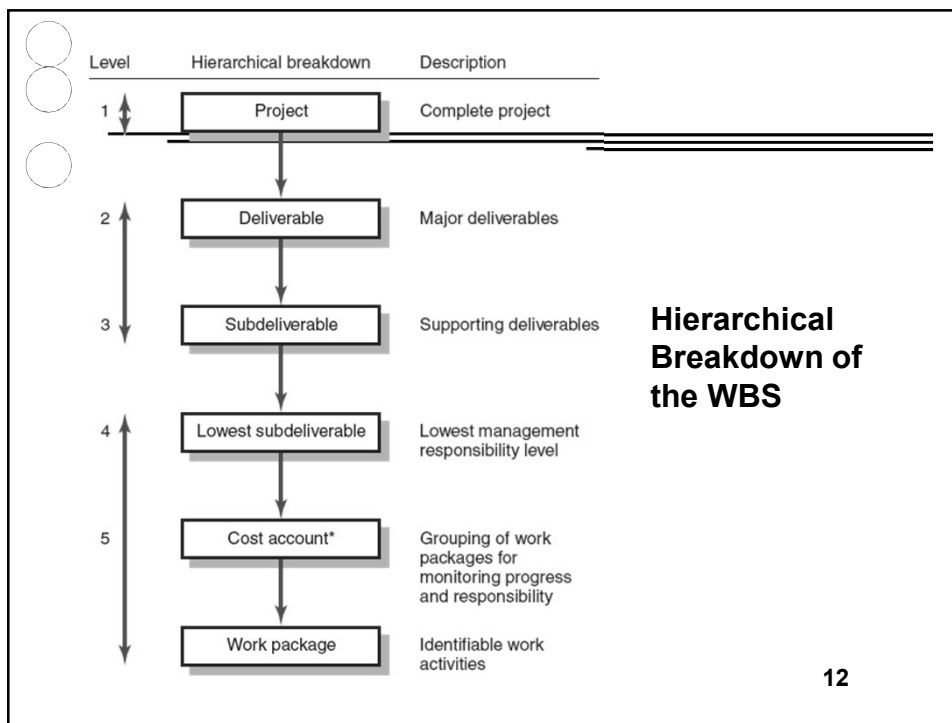 Level Hierarchical breakdown Description
1 Project Complete project
2 Deliverable Major deliverables
3 Subdeliverable Supporting deliverables
Hierarchical
Breakdown of
the WBS
4 Lowest subdeliverable Lowest management
responsibility level
5 Cost account* Grouping of work
packages for
monitoring progress
and responsibility
Work package Identifiable work
activities
12